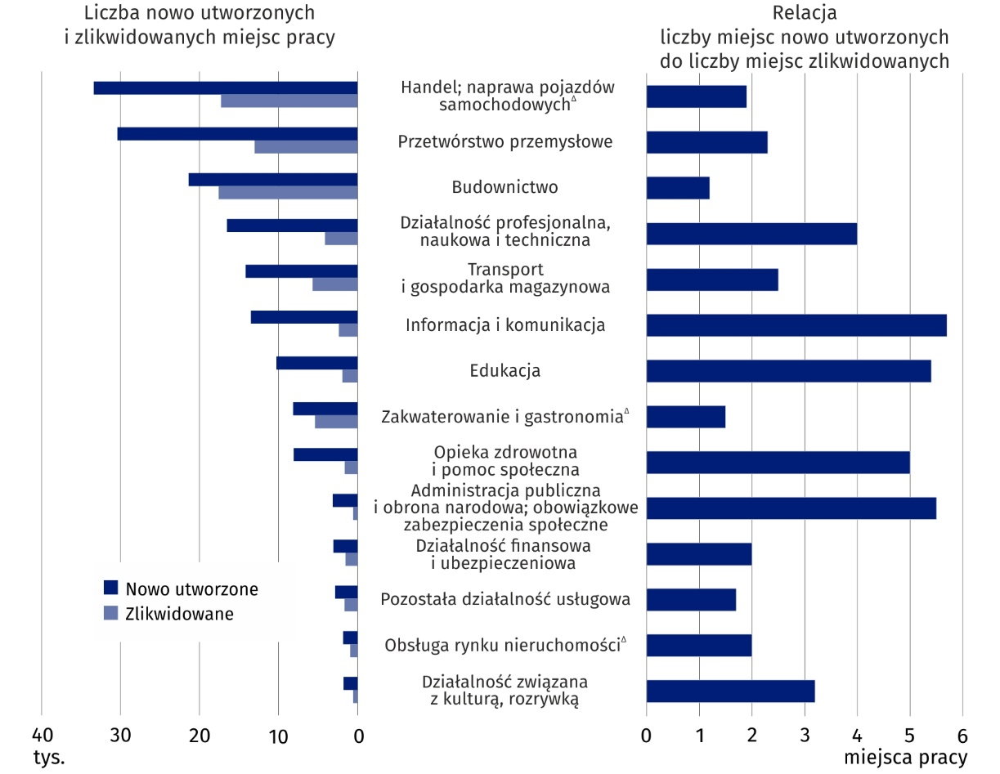 Liczba nowo utworzonych
i zlikwidowanych miejsc pracy
Relacja
liczby miejsc nowo utworzonych
do liczby miejsc zlikwidowanych
Handel; naprawa pojazdów
samochodowychᐞ
Przetwórstwo przemysłowe
Budownictwo
Działalność profesjonalna,
naukowa i techniczna
Transport
i gospodarka magazynowa
Informacja i komunikacja
Edukacja
Zakwaterowanie i gastronomiaᐞ
Opieka zdrowotna
i pomoc społeczna
Administracja publiczna
i obrona narodowa; obowiązkowe
zabezpieczenia społeczne
Działalność finansowa
i ubezpieczeniowa
Pozostała działalność usługowa
Obsługa rynku nieruchomościᐞ
Działalność związana
z kulturą, rozrywką
Nowo utworzone
Zlikwidowane
40 30 20 10 0
tys.
0 1 2 3 4 5 6
miejsca pracy